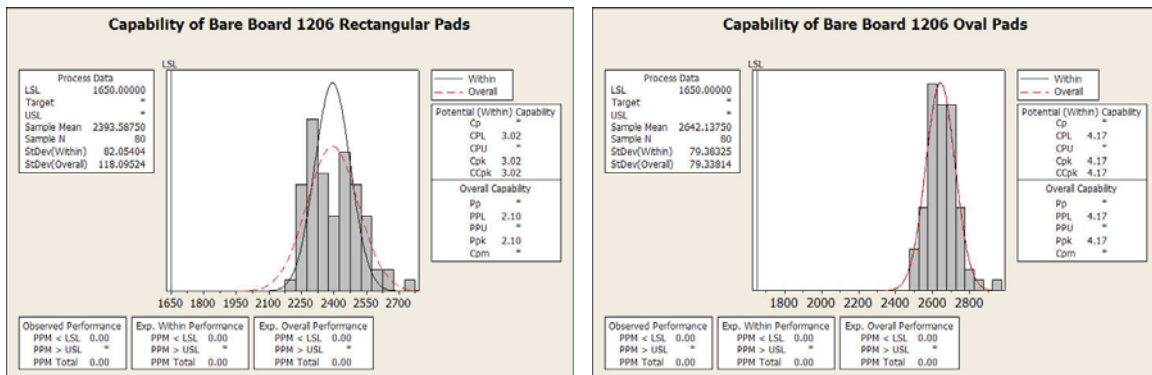 Capability of Bare Board 1206 Rectangular Pads
LSL
Process Data
LSL 1650.00000
Target *
USL *
Sample Mean 2393.58750
Sample N 80
StDev(Within) 82.05404
StDev(Overall) 118.09524
Within
Overall
Potential (Within) Capability
Cp *
CPL 3.02
CPU *
Cpk 3.02
CCpk 3.02
Overall Capability
Pp *
PPL 2.10
PPU *
Ppk 2.10
Cpm *
1650 1800 1950 2100 2250 2400 2550 2700
Observed Performance
PPM < LSL 0.00
PPM > USL *
PPM Total 0.00
Exp. Within Performance
PPM < LSL 0.00
PPM > USL *
PPM Total 0.00
Exp. Overall Performance
PPM < LSL 0.00
PPM > USL *
PPM Total 0.00
Capability of Bare Board 1206 Oval Pads
LSL
Process Data
LSL 1650.00000
Target *
USL *
Sample Mean 2642.13750
Sample N 80
StDev(Within) 79.38325
StDev(Overall) 79.33814
Within
Overall
Potential (Within) Capability
Cp *
CPL 4.17
CPU *
Cpk 4.17
CCpk 4.17
Overall Capability
Pp *
PPL 4.17
PPU *
Ppk 4.17
Cpm *
1800 2000 2200 2400 2600 2800
Observed Performance
PPM < LSL 0.00
PPM > USL *
PPM Total 0.00
Exp. Within Performance
PPM < LSL 0.00
PPM > USL *
PPM Total 0.00
Exp. Overall Performance
PPM < LSL 0.00
PPM > USL *
PPM Total 0.00